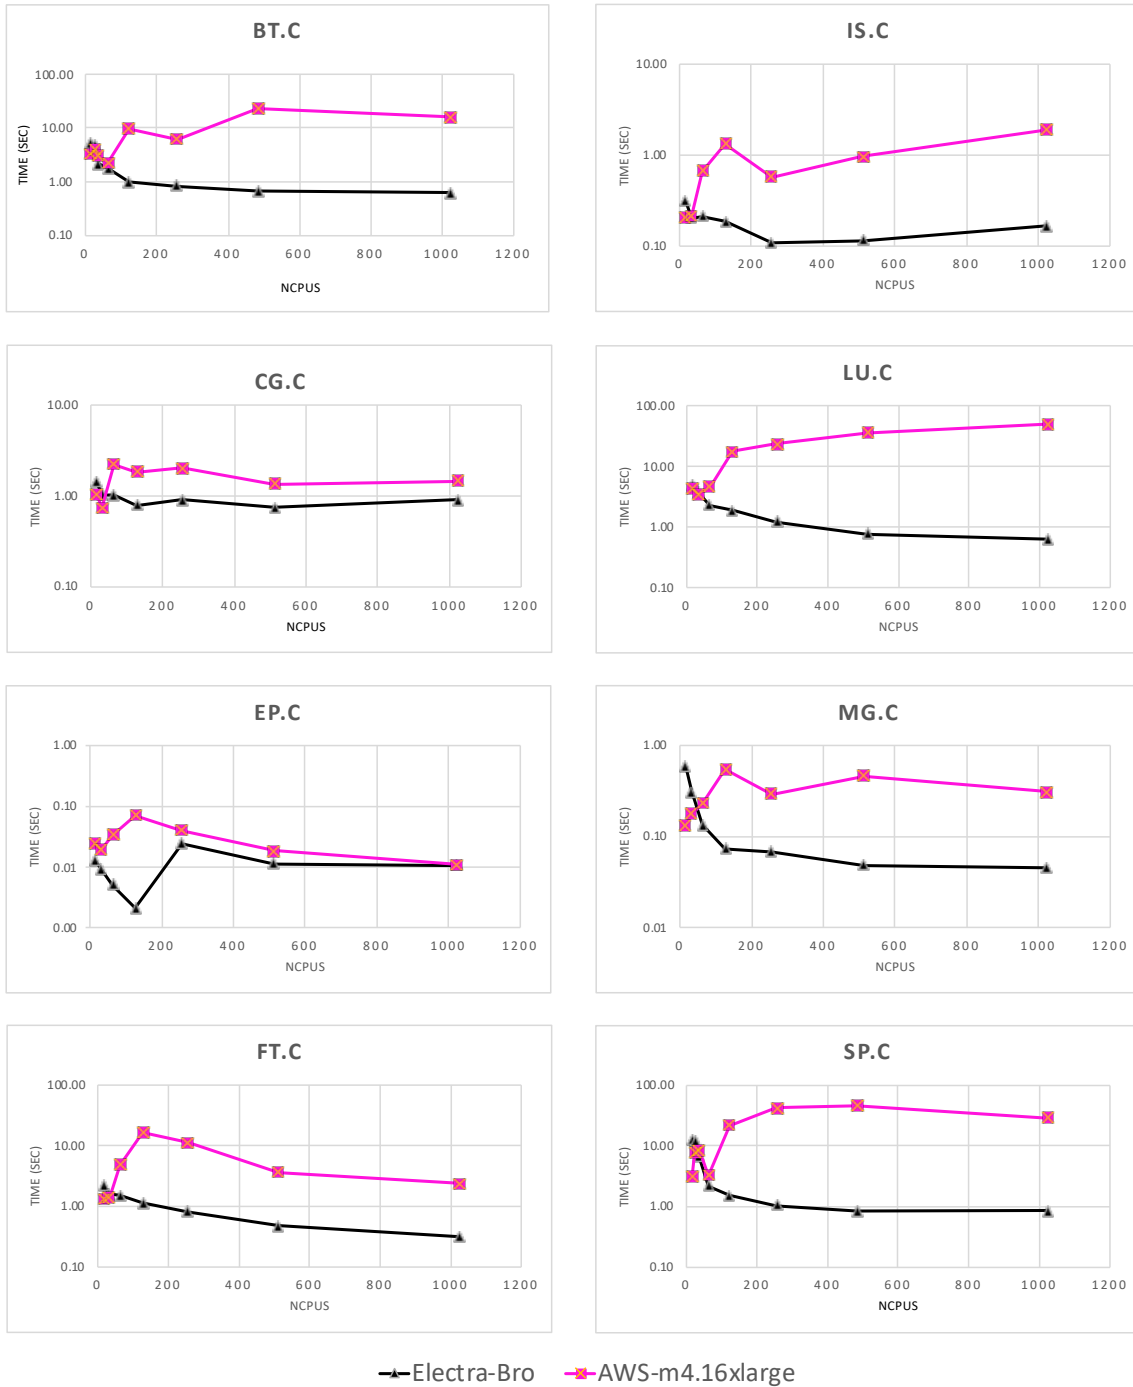 BT.C
100.00
10.00
1.00
0.10
TIME (SEC)
0 200 400 600 800 1000 1200
NCPUS
IS.C
10.00
1.00
0.10
TIME (SEC)
0 200 400 600 800 1000 1200
NCPUS
CG.C
10.00
1.00
0.10
TIME (SEC)
0 200 400 600 800 1000 1200
NCPUS
LU.C
100.00
10.00
1.00
0.10
TIME (SEC)
0 200 400 600 800 1000 1200
NCPUS
EP.C
1.00
0.10
0.01
0.00
TIME (SEC)
0 200 400 600 800 1000 1200
NCPUS
MG.C
1.00
0.10
0.01
TIME (SEC)
0 200 400 600 800 1000 1200
NCPUS
FT.C
100.00
10.00
1.00
0.10
TIME (SEC)
0 200 400 600 800 1000 1200
NCPUS
SP.C
100.00
10.00
1.00
0.10
TIME (SEC)
0 200 400 600 800 1000 1200
NCPUS
Electra-Bro AWS-m4.16xlarge